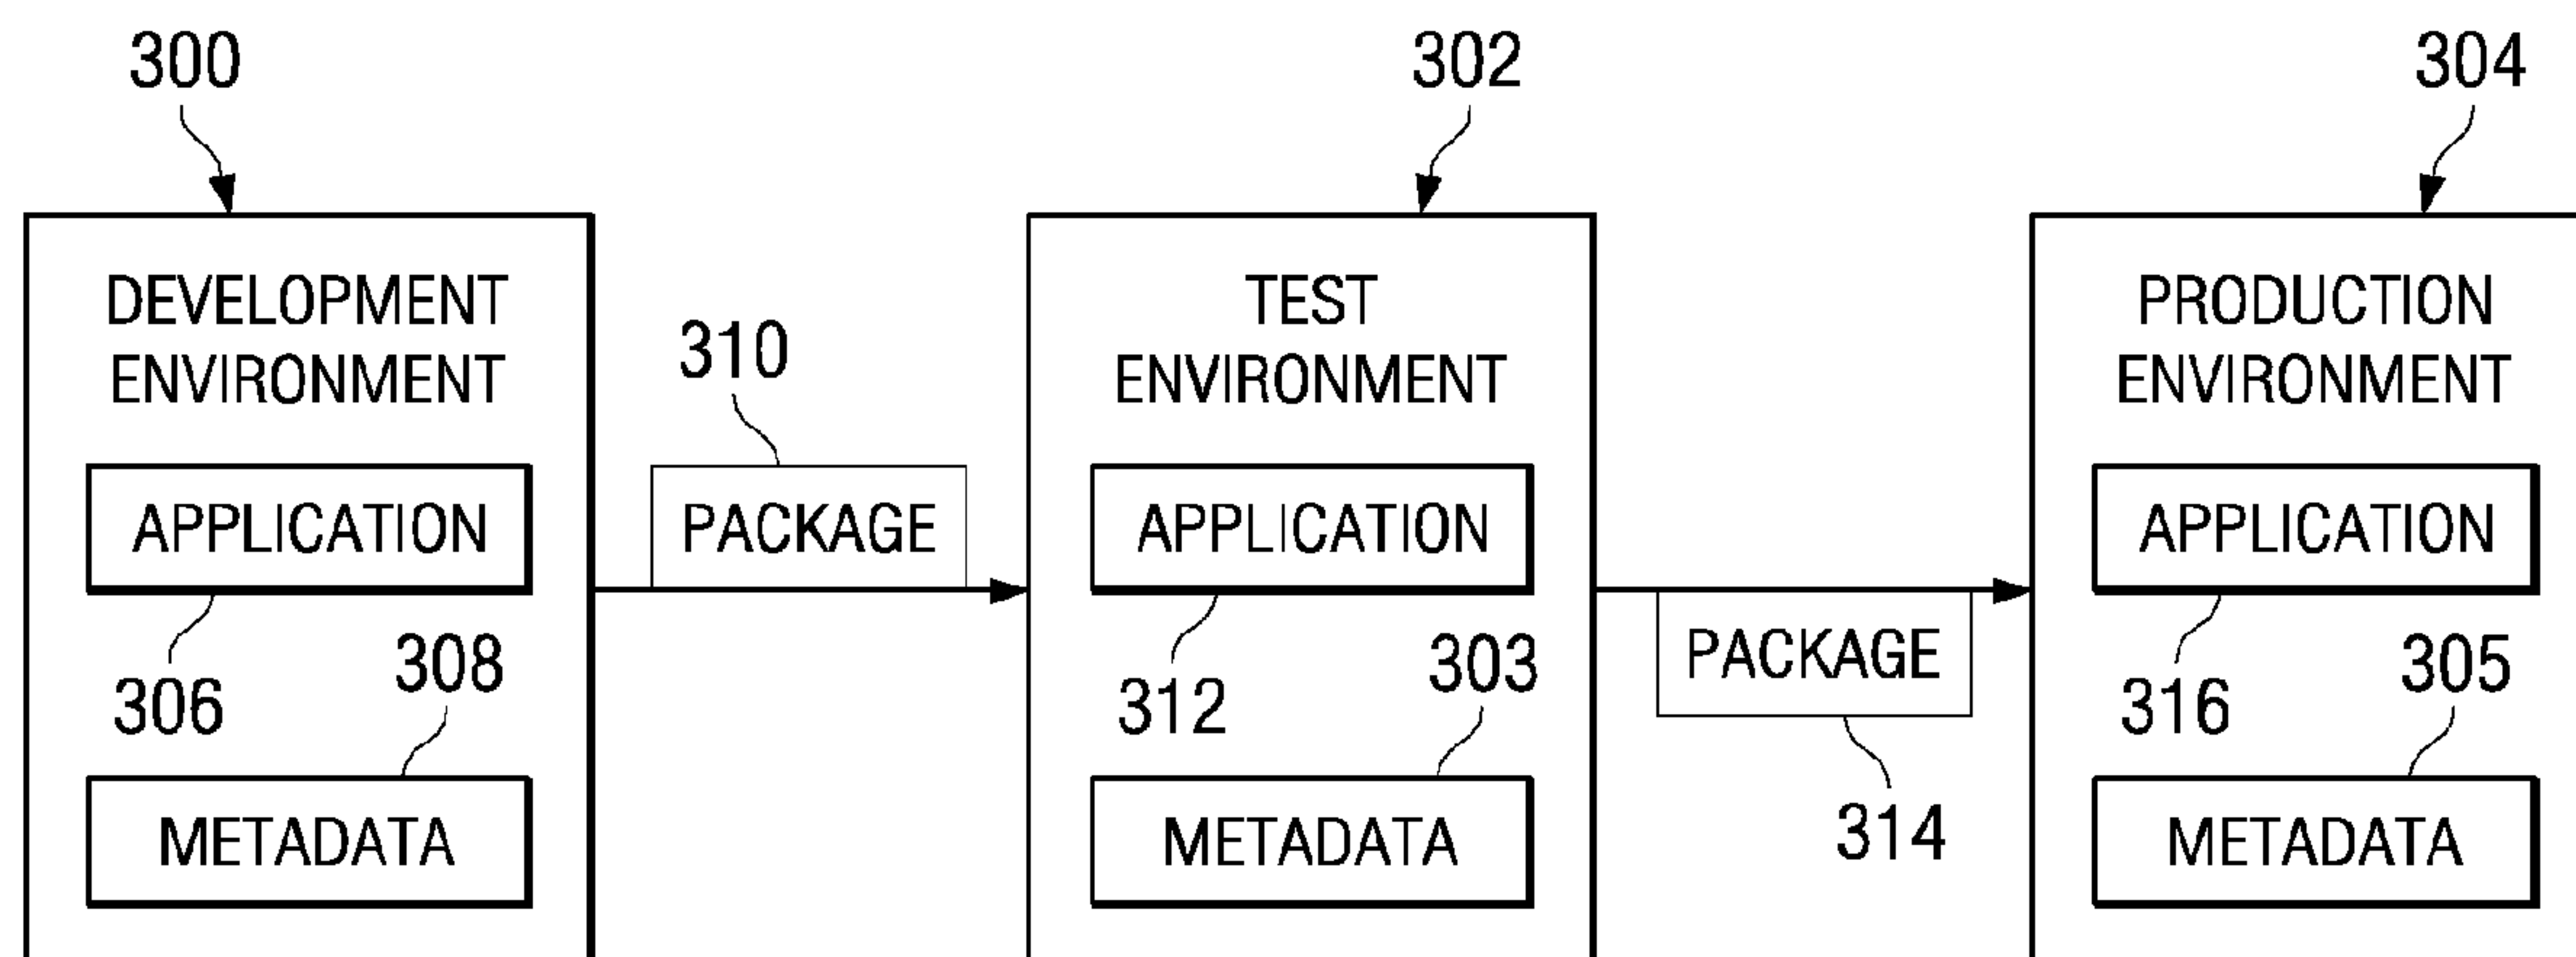 300
302
304
DEVELOPMENT
ENVIRONMENT
APPLICATION
306
308
METADATA
310
PACKAGE
TEST
ENVIRONMENT
APPLICATION
312
303
METADATA
PACKAGE
314
PRODUCTION
ENVIRONMENT
APPLICATION
316
305
METADATA